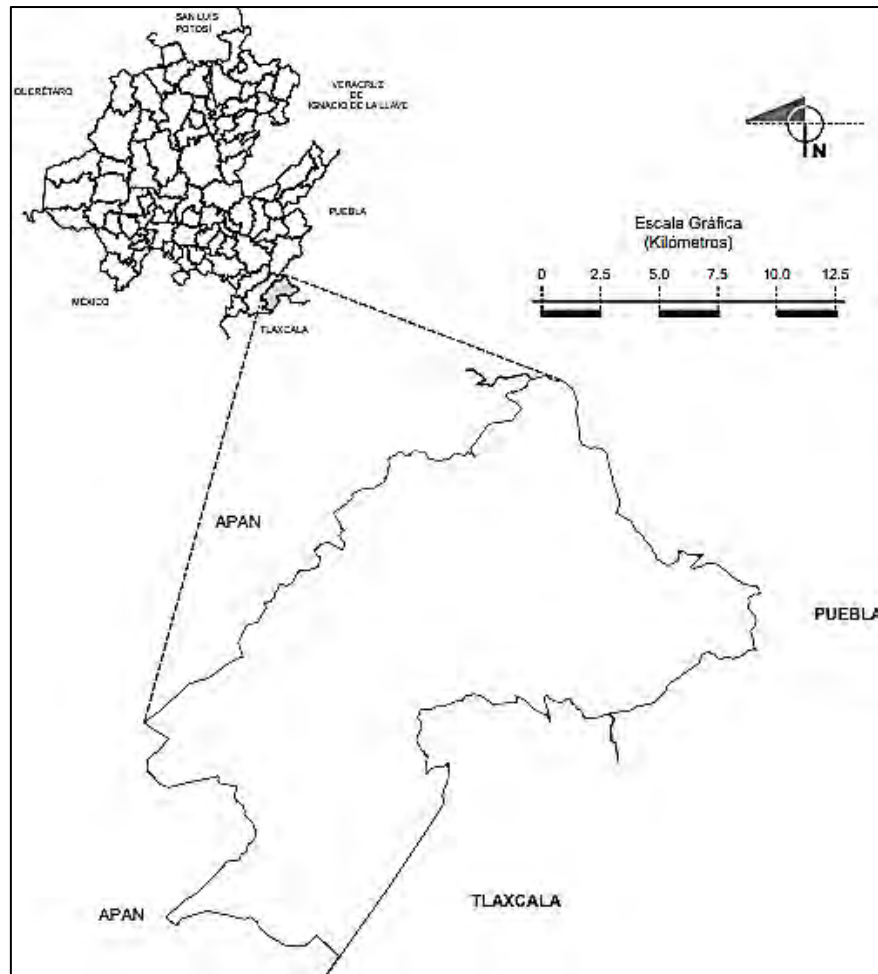 SAN LUIS
POTOSÍ
QUERÉTARO
VERACRUZ
DE
IGNACIO DE LA LLAVE
N
PUEBLA
Escala Gráfica
(Kilómetros)
0 2.5 5.0 7.5 10.0 12.5
MÉXICO
TLAXCALA
APAN
PUEBLA
TLAXCALA
APAN